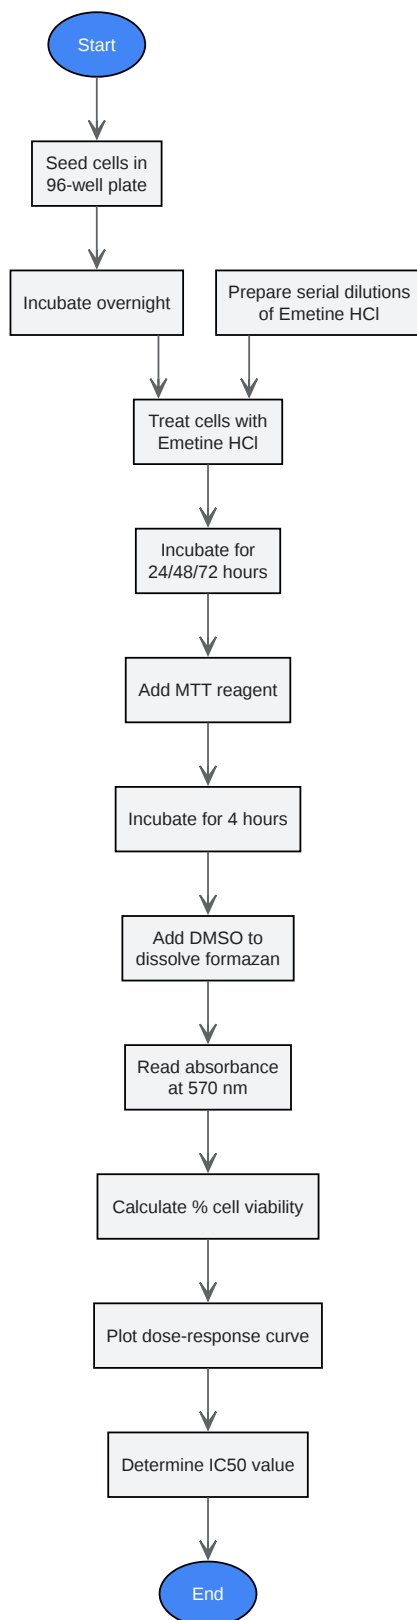 Start
Seed cells in
96-well plate
Incubate overnight
Prepare serial dilutions
of Emetine HCl
Treat cells with
Emetine HCl
Incubate for
24/48/72 hours
Add MTT reagent
Incubate for 4 hours
Add DMSO to
dissolve formazan
Read absorbance
at 570 nm
Calculate % cell viability
Plot dose-response curve
Determine IC50 value
End